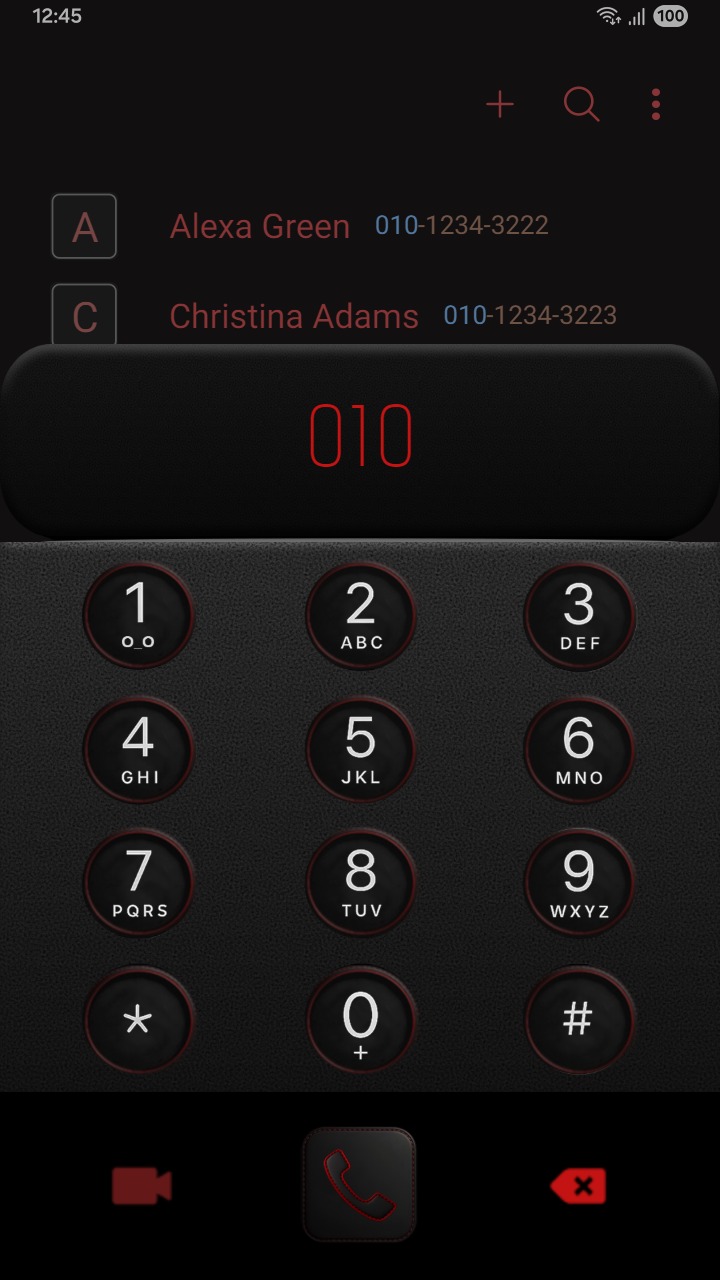 12:45 100
A Alexa Green 010-1234-3222
C Christina Adams 010-1234-3223
010
1 2 3
O_O ABC DEF
4 5 6
GHI JKL MNO
7 8 9
PQRS TUV WXYZ
* 0 #
+